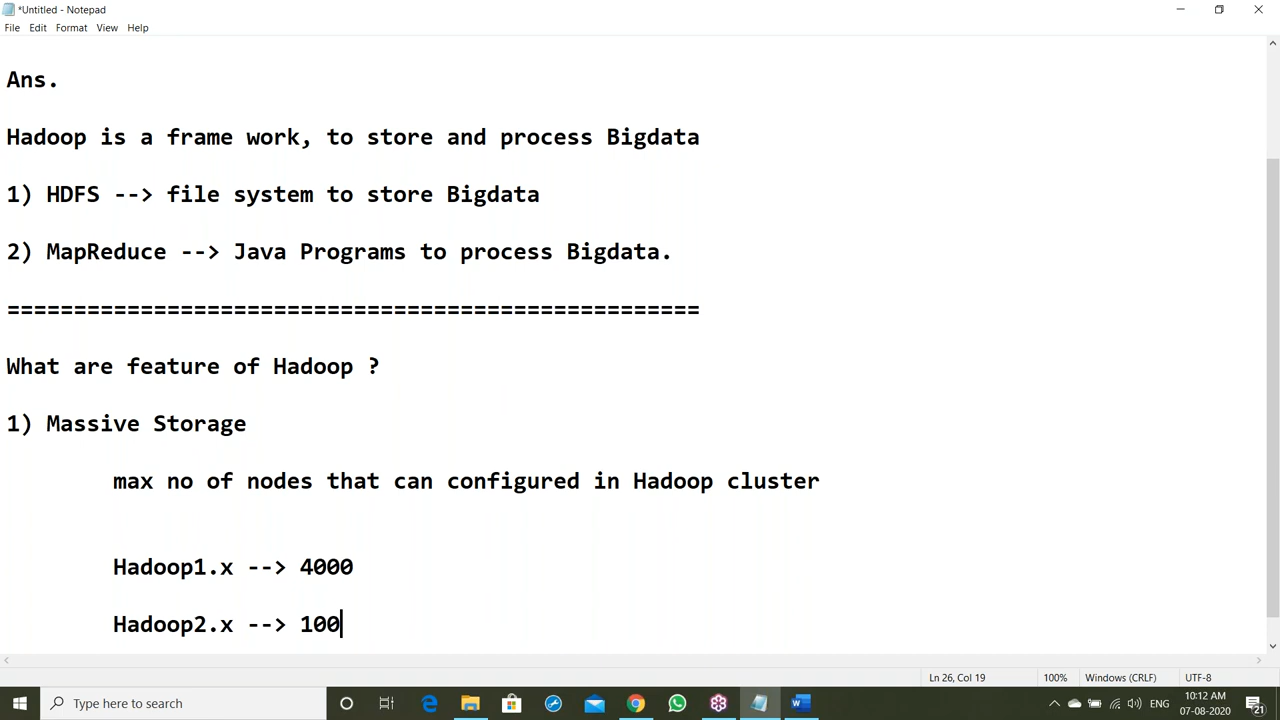 *Untitled - Notepad
File Edit Format View Help
Ans.
Hadoop is a frame work, to store and process Bigdata
1) HDFS --> file system to store Bigdata
2) MapReduce --> Java Programs to process Bigdata.
====================================================
What are feature of Hadoop ?
1) Massive Storage
max no of nodes that can configured in Hadoop cluster
Hadoop1.x --> 4000
Hadoop2.x --> 100
Ln 26, Col 19 100% Windows (CRLF) UTF-8
Type here to search
ENG
10:12 AM
07-08-2020
21